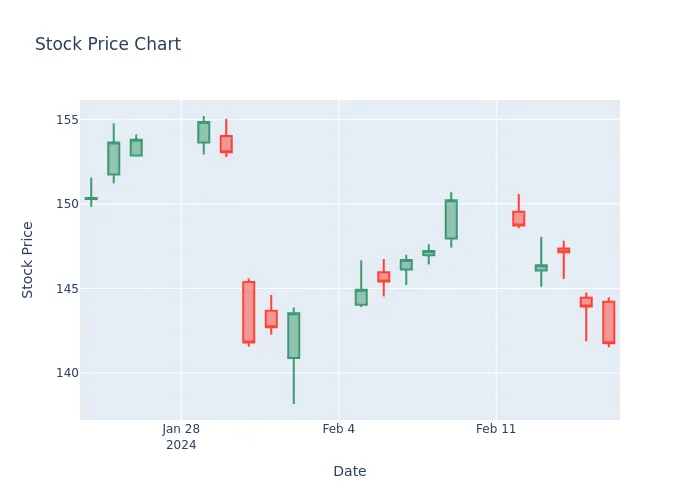 Stock Price Chart
Stock Price
155
150
145
140
Jan 28
2024
Feb 4
Feb 11
Date